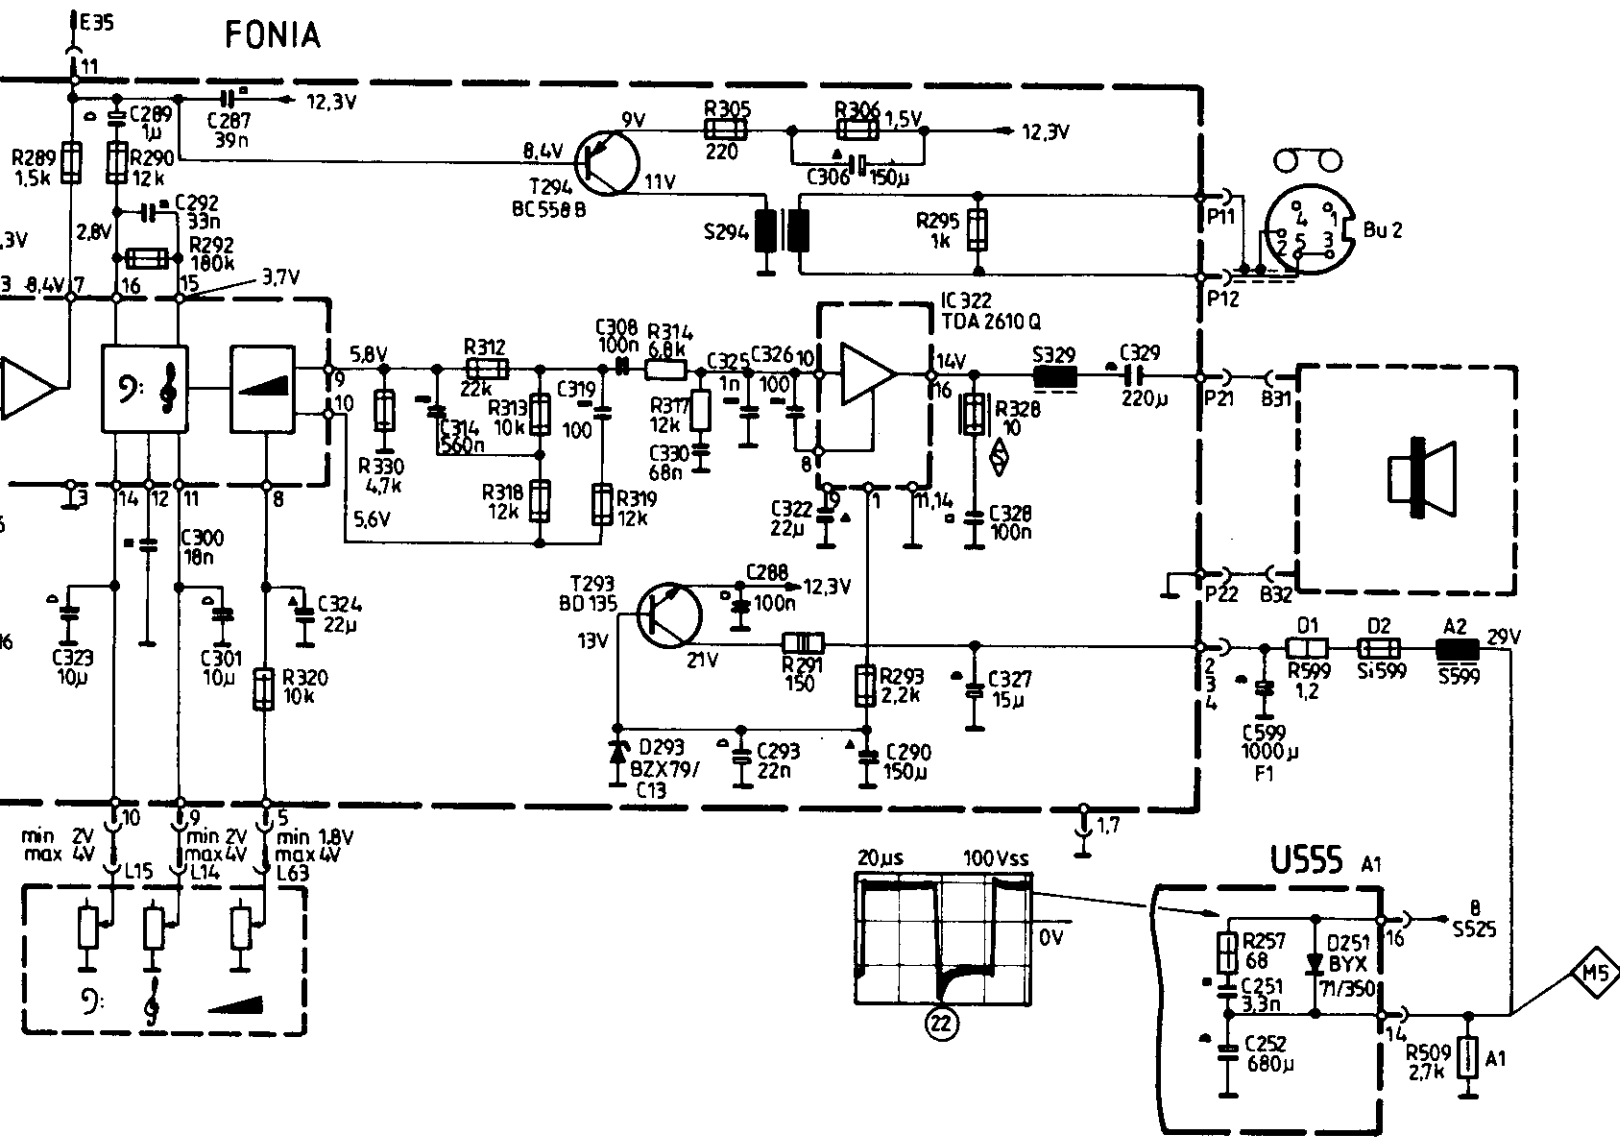 E35
FONIA
11
C289
1µ
C287
39n
12,3V
R289
1,5k
R290
12k
C292
33n
2,8V
R292
180k
,3V
3
8,4V
7
16
15
3,7V
9V
8,4V
T294
BC558B
11V
R305
220
R306
1,5V
C306
150µ
12,3V
S294
R295
1k
P11
P12
4
1
2
5
3
Bu 2
9
10
5,8V
R312
22k
C308
100n
R314
6,8k
C325
1n
C326
100
10
IC322
TDA 2610 Q
14V
16
S329
C329
220µ
P21
B31
R330
4,7k
C314
560n
R313
10k
C319
100
R317
12k
C330
68n
8
R328
10
S
R318
12k
R319
12k
5,6V
3
14
12
11
8
C322
22µ
9
1
11,14
C328
100n
6
C300
18n
C323
10µ
C301
10µ
C324
22µ
R320
10k
16
T293
BD 135
13V
21V
C288
100n
12,3V
R291
150
R293
2,2k
C327
15µ
P22
B32
2
3
4
D1
R599
1,2
D2
Si599
A2
S599
29V
C599
1000µ
F1
D293
BZX79/
C13
C293
22n
C290
150µ
10
9
5
1,7
min 2V
max 4V
min 2V
max 4V
min 1.8V
max 4V
L15
L14
L63
20µs
100Vss
0V
22
U555
A1
16
8
S525
R257
68
C251
3,3n
D251
BYX
71/350
14
C252
680µ
R509
2,7k
A1
M5